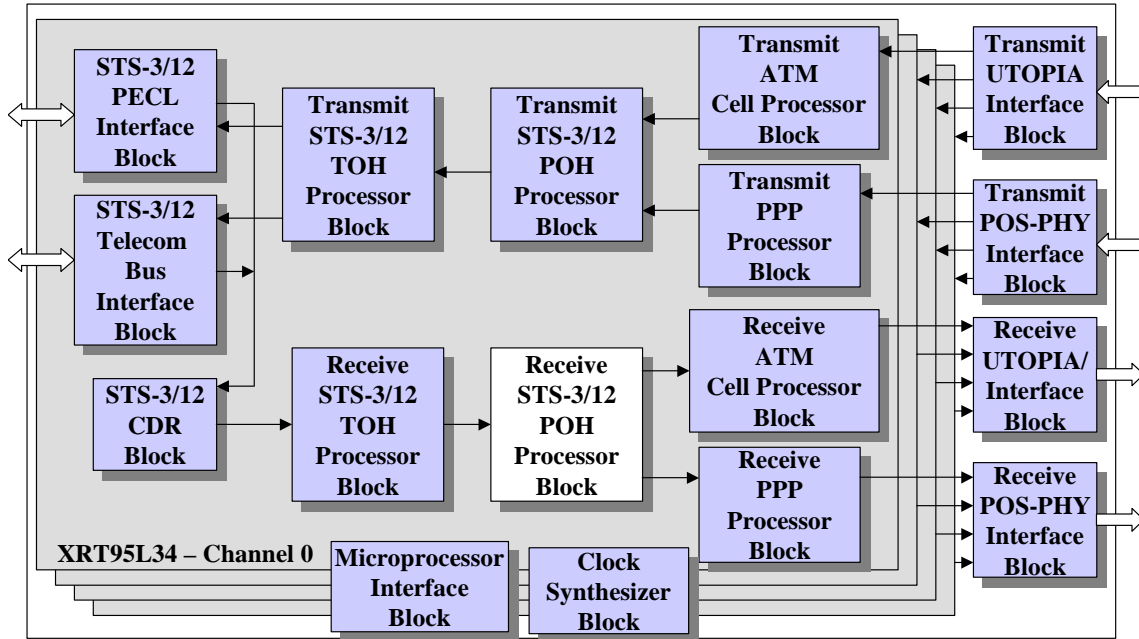 STS-3/12
PECL
Interface
Block
Transmit
STS-3/12
TOH
Processor
Block
Transmit
STS-3/12
POH
Processor
Block
Transmit
ATM
Cell Processor
Block
Transmit
UTOPIA
Interface
Block
STS-3/12
Telecom
Bus
Interface
Block
Transmit
PPP
Processor
Block
Transmit
POS-PHY
Interface
Block
STS-3/12
CDR
Block
Receive
STS-3/12
TOH
Processor
Block
Receive
STS-3/12
POH
Processor
Block
Receive
ATM
Cell Processor
Block
Receive
UTOPIA/
Interface
Block
Receive
PPP
Processor
Block
Receive
POS-PHY
Interface
Block
XRT95L34 – Channel 0
Microprocessor
Interface
Block
Clock
Synthesizer
Block